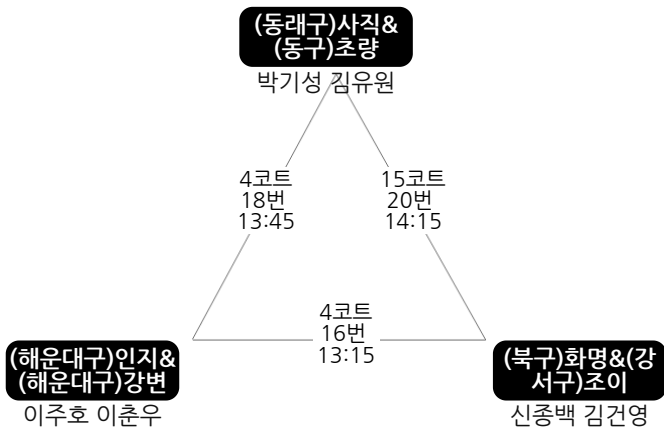 (동래구)사직&
(동구)초량
박기성 김유원
4코트
18번
13:45
15코트
20번
14:15
4코트
16번
13:15
(해운대구)인지&
(해운대구)강변
이주호 이춘우
(북구)화명&(강
서구)조이
신종백 김건영